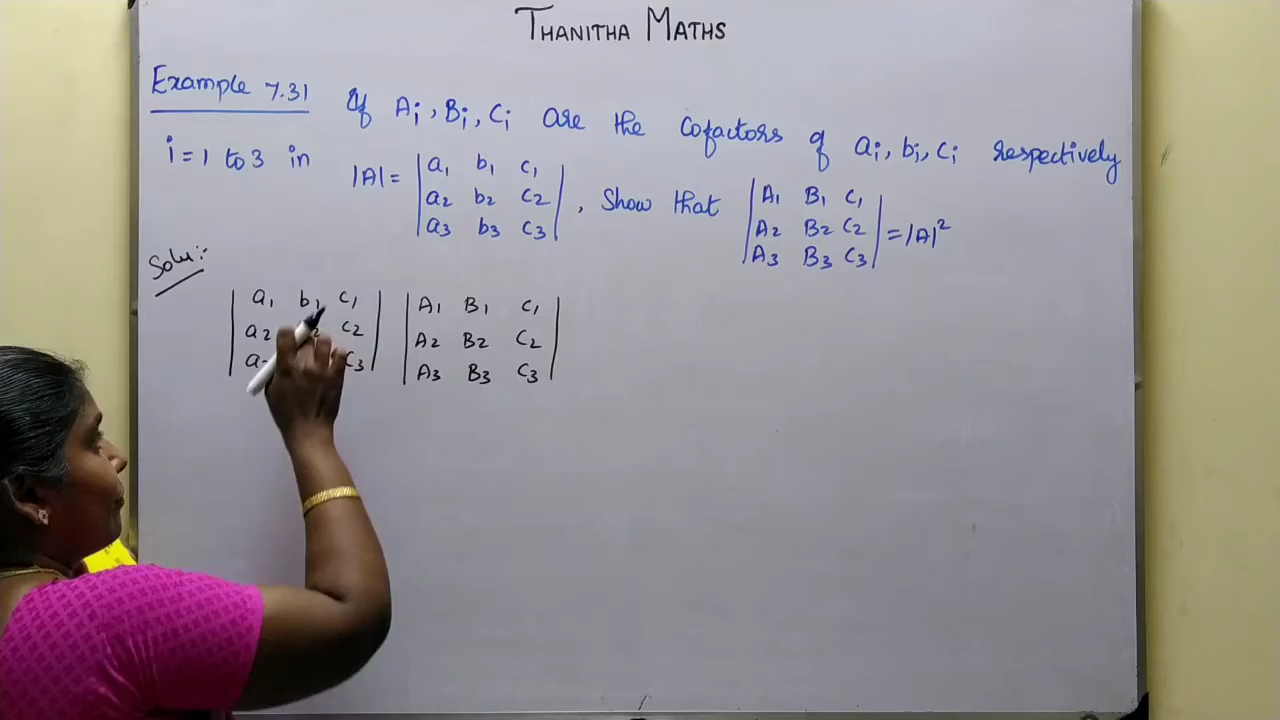 THANITHA MATHS
Example 7.31 If Ai, Bi, Ci are the cofactors of ai, bi, ci respectively
i = 1 to 3 in |A| = | a1 b1 c1 |
| a2 b2 c2 |
| a3 b3 c3 | , Show that | A1 B1 C1 |
| A2 B2 C2 |
| A3 B3 C3 | = |A|²
Solu:-
| a1 b1 c1 | | A1 B1 C1 |
| a2 2 c2 | | A2 B2 C2 |
| a c3 | | A3 B3 C3 |